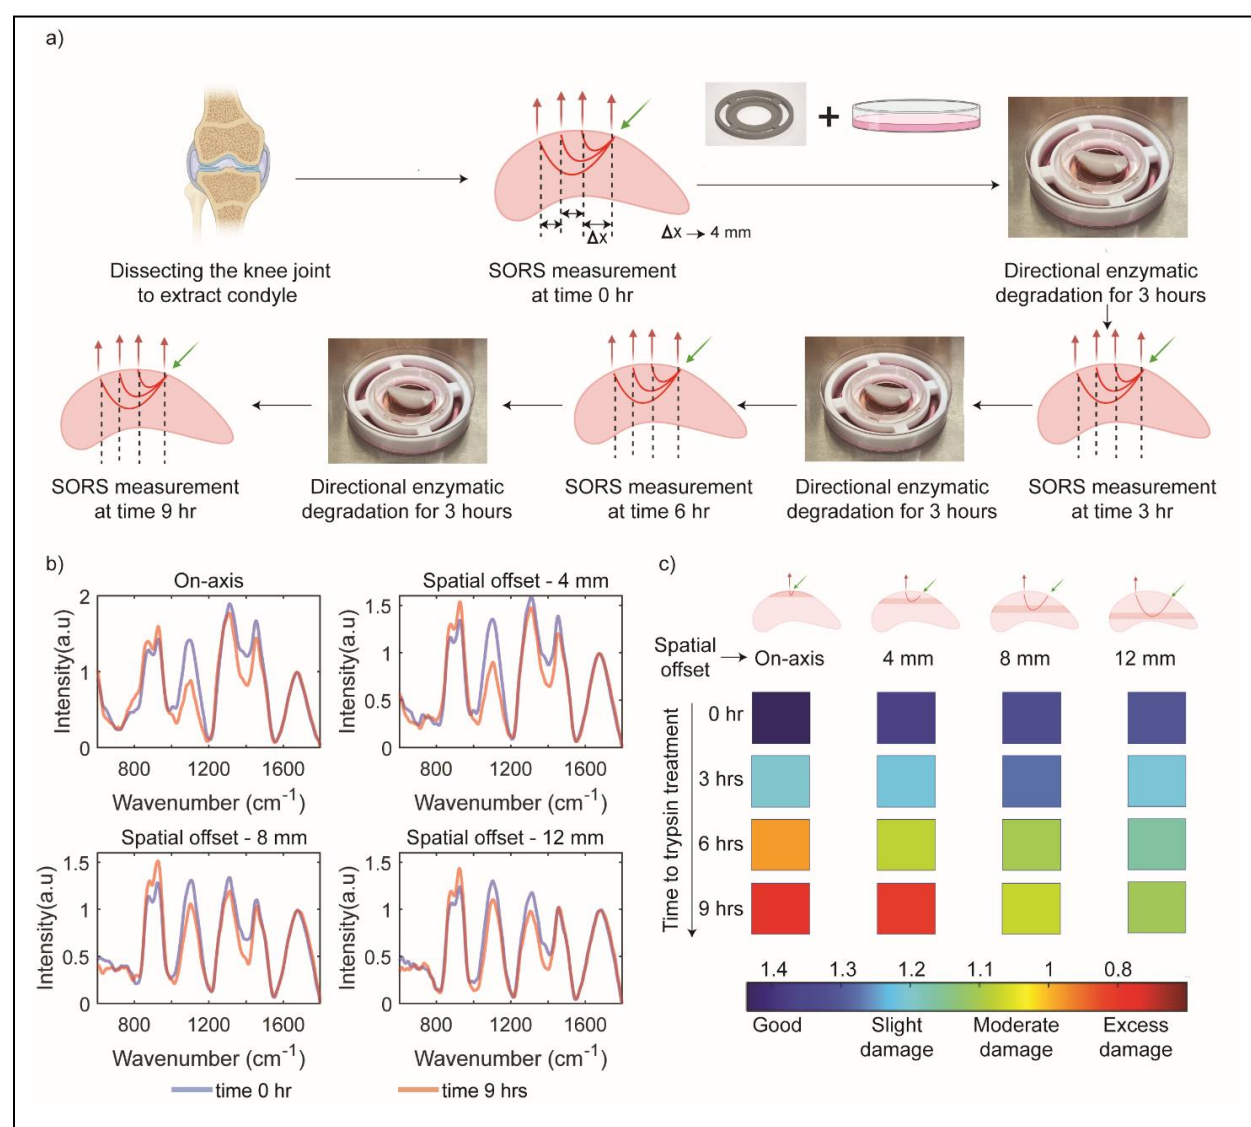 a)
+
Δx
Δx → 4 mm
Dissecting the knee joint
to extract condyle
SORS measurement
at time 0 hr
Directional enzymatic
degradation for 3 hours
SORS measurement
at time 9 hr
Directional enzymatic
degradation for 3 hours
SORS measurement
at time 6 hr
Directional enzymatic
degradation for 3 hours
SORS measurement
at time 3 hr
b)
On-axis
Intensity(a.u)
2
1
0
800 1200 1600
Wavenumber (cm⁻¹)
Spatial offset - 4 mm
Intensity(a.u)
1.5
1
0.5
0
800 1200 1600
Wavenumber (cm⁻¹)
Spatial offset - 8 mm
Intensity(a.u)
1.5
1
0.5
0
800 1200 1600
Wavenumber (cm⁻¹)
Spatial offset - 12 mm
Intensity(a.u)
1.5
1
0.5
0
800 1200 1600
Wavenumber (cm⁻¹)
time 0 hr time 9 hrs
c)
Spatial
offset → On-axis 4 mm 8 mm 12 mm
Time to trypsin treatment
0 hr
3 hrs
6 hrs
9 hrs
1.4 1.3 1.2 1.1 1 0.8
Good Slight Moderate Excess
damage damage damage